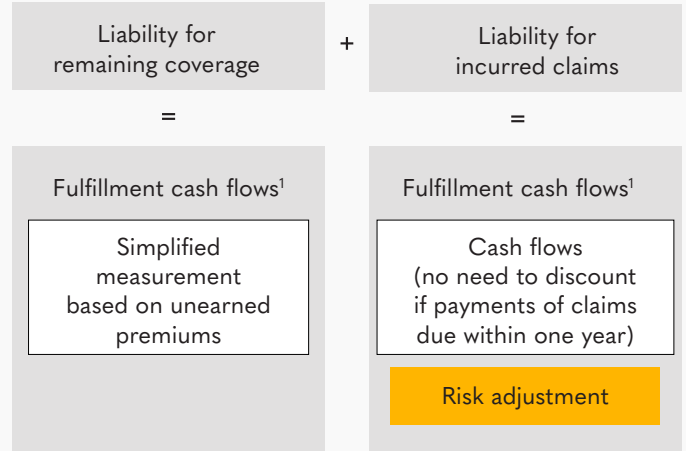 Liability for
remaining coverage
+
Liability for
incurred claims
=
=
Fulfillment cash flows¹
Simplified
measurement
based on unearned
premiums
Fulfillment cash flows¹
Cash flows
(no need to discount
if payments of claims
due within one year)
Risk adjustment